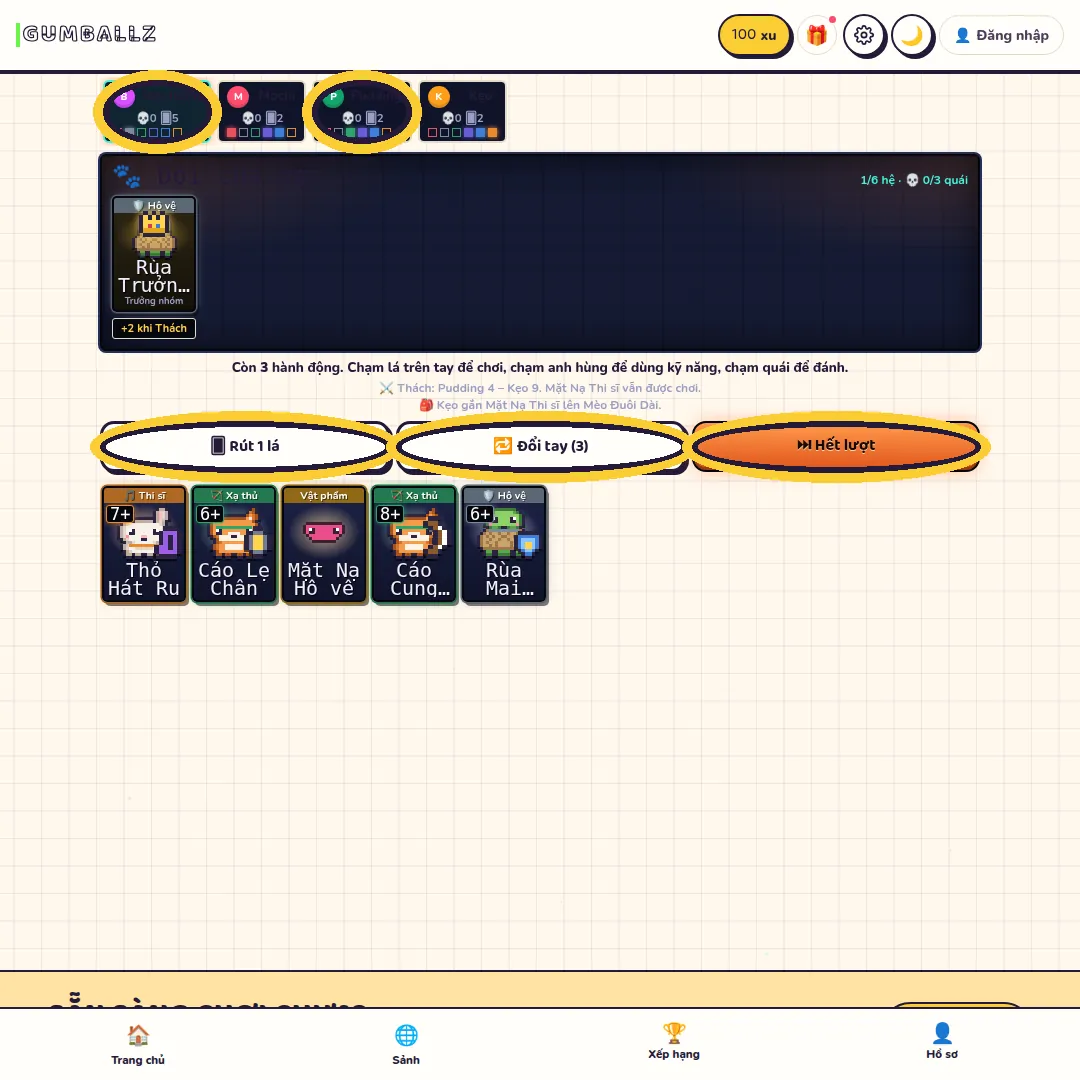 GUMBALLZ
100 xu
Đăng nhập
B
0 5
M Mochi
0 2
P
0 2
K Kẹo
0 2
1/6 hệ · 0/3 quái
Hộ vệ
Rùa
Trưởn…
Trưởng nhóm
+2 khi Thách
Còn 3 hành động. Chạm lá trên tay để chơi, chạm anh hùng để dùng kỹ năng, chạm quái để đánh.
Thách: Pudding 4 – Kẹo 9. Mặt Nạ Thi sĩ vẫn được chơi.
Kẹo gắn Mặt Nạ Thi sĩ lên Mèo Đuôi Dài.
Rút 1 lá
Đổi tay (3)
Hết lượt
Thi sĩ
7+
Thỏ
Hát Ru
Xạ thủ
6+
Cáo Lẹ
Chân
Vật phẩm
Mặt Nạ
Hộ vệ
Xạ thủ
8+
Cáo
Cung…
Hộ vệ
6+
Rùa
Mai…
Trang chủ
Sảnh
Xếp hạng
Hồ sơ